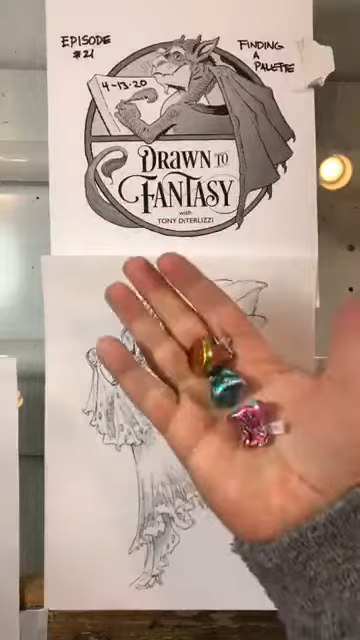 EPISODE
#21
FINDING
A
PALETTE
4-13-20
DRAWN TO
FANTASY
with
TONY DiTERLIZZI